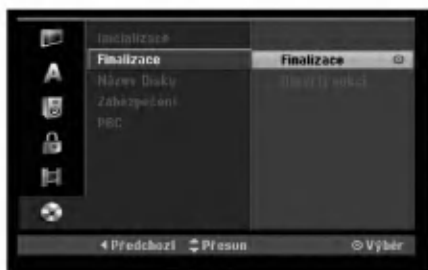 Inicializace
Finalizace
Finalizace
Název Disku
Zabezpečení
PBC
Předchozí Přesun Výběr